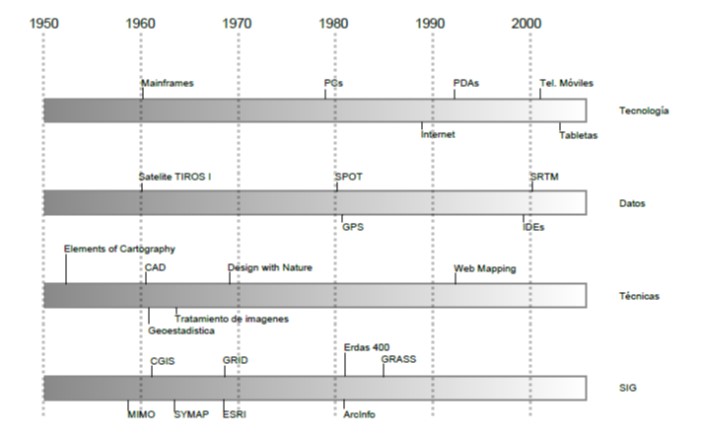 1950 1960 1970 1980 1990 2000
Mainframes PCs PDAs Tel. Móviles
Tecnología
Internet Tabletas
Satelite TIROS I SPOT SRTM
Datos
GPS IDEs
Elements of Cartography
CAD Design with Nature Web Mapping
Técnicas
Tratamiento de imagenes
Geoestadística
Erdas 400
CGIS GRID GRASS
SIG
MIMO SYMAP ESRI ArcInfo